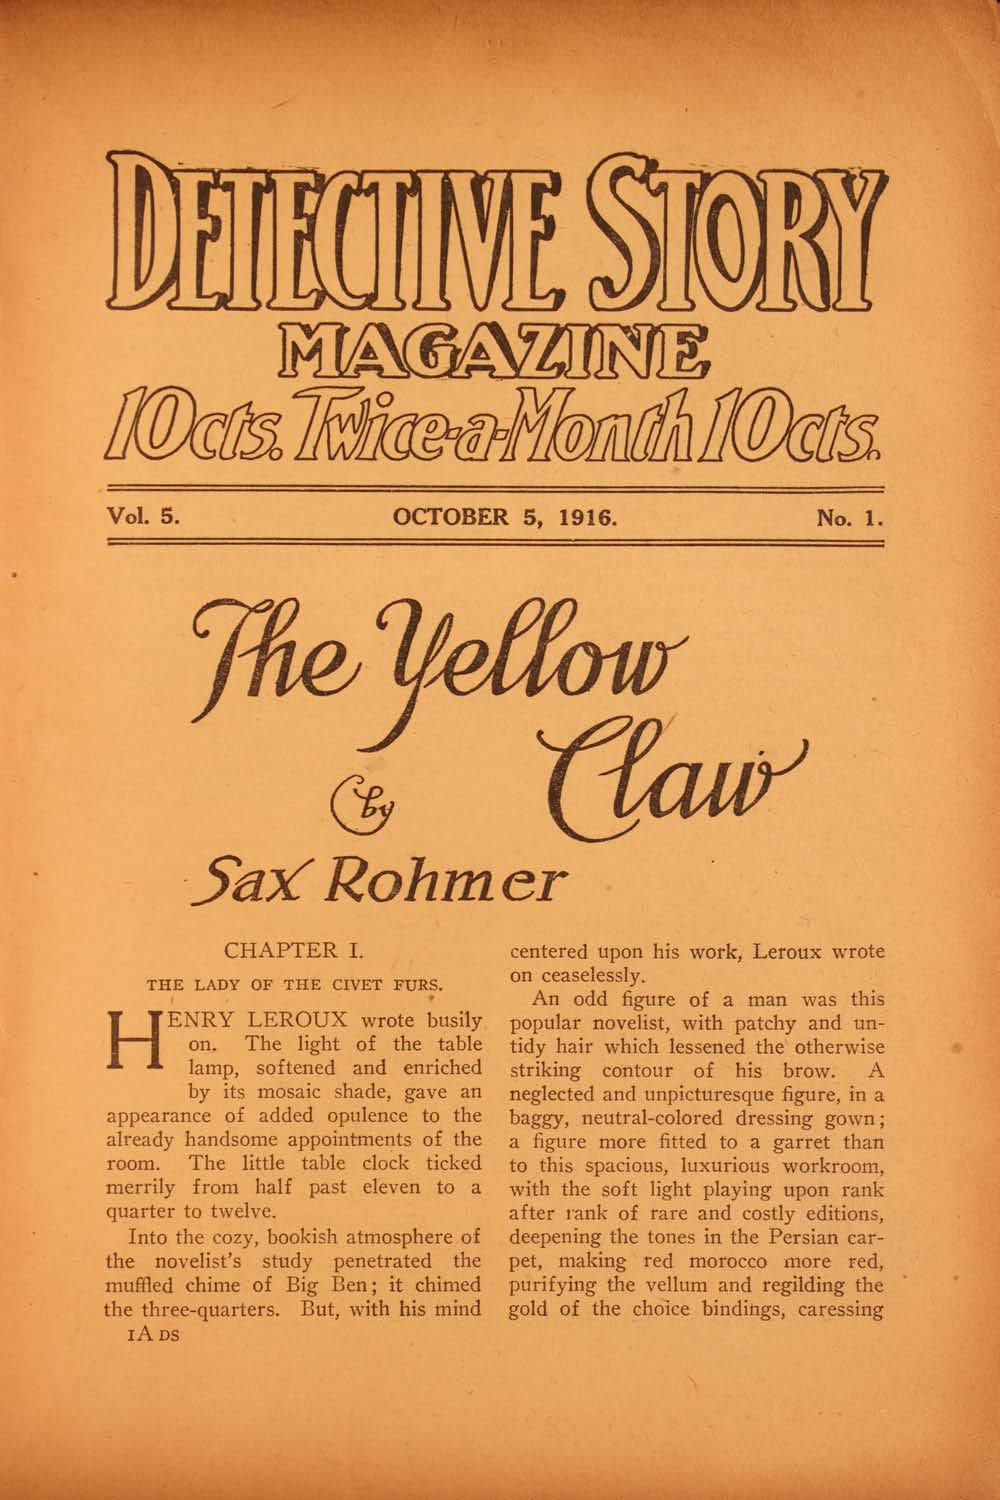 DETECTIVE STORY
MAGAZINE
10cts. Twice-a-Month 10cts.
Vol. 5. OCTOBER 5, 1916. No. 1.
The Yellow
Claw
by
Sax Rohmer
CHAPTER I.
THE LADY OF THE CIVET FURS.
HENRY LEROUX wrote busily
on. The light of the table
lamp, softened and enriched
by its mosaic shade, gave an
appearance of added opulence to the
already handsome appointments of the
room. The little table clock ticked
merrily from half past eleven to a
quarter to twelve.
Into the cozy, bookish atmosphere of
the novelist's study penetrated the
muffled chime of Big Ben; it chimed
the three-quarters. But, with his mind
1A DS
centered upon his work, Leroux wrote
on ceaselessly.
An odd figure of a man was this
popular novelist, with patchy and un-
tidy hair which lessened the otherwise
striking contour of his brow. A
neglected and unpicturesque figure, in a
baggy, neutral-colored dressing gown;
a figure more fitted to a garret than
to this spacious, luxurious workroom,
with the soft light playing upon rank
after rank of rare and costly editions,
deepening the tones in the Persian car-
pet, making red morocco more red,
purifying the vellum and regilding the
gold of the choice bindings, caressing